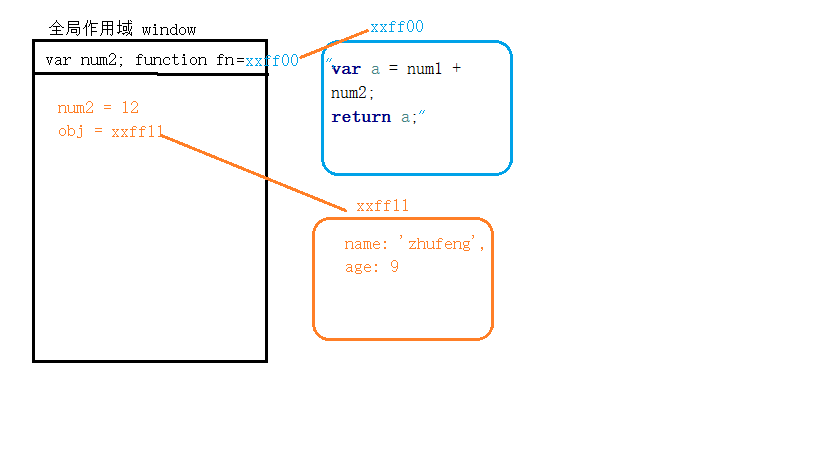 全局作用域 window
xxff00
var num2; function fn=xxff00
"var a = num1 +
num2;
return a;"
num2 = 12
obj = xxff11
xxff11
name: 'zhufeng',
age: 9